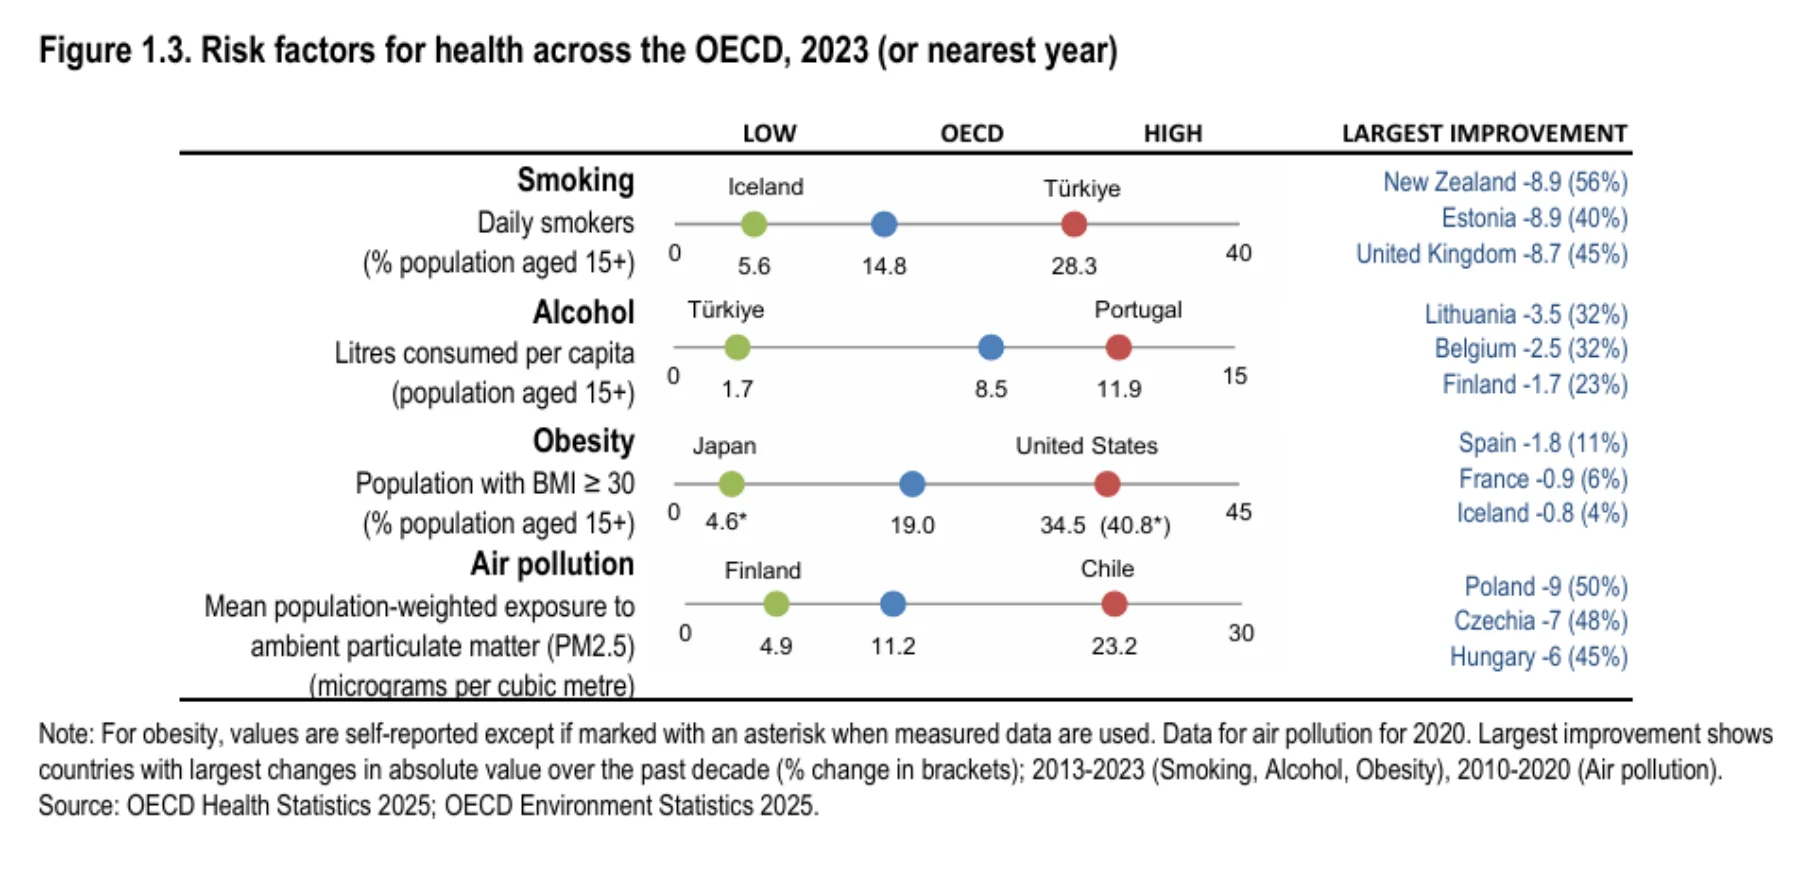 Figure 1.3. Risk factors for health across the OECD, 2023 (or nearest year)
LOW OECD HIGH LARGEST IMPROVEMENT
Smoking
Daily smokers
(% population aged 15+)
Iceland Türkiye
0 5.6 14.8 28.3 40
New Zealand -8.9 (56%)
Estonia -8.9 (40%)
United Kingdom -8.7 (45%)
Alcohol
Litres consumed per capita
(population aged 15+)
Türkiye Portugal
0 1.7 8.5 11.9 15
Lithuania -3.5 (32%)
Belgium -2.5 (32%)
Finland -1.7 (23%)
Obesity
Population with BMI ≥ 30
(% population aged 15+)
Japan United States
0 4.6* 19.0 34.5 (40.8*) 45
Spain -1.8 (11%)
France -0.9 (6%)
Iceland -0.8 (4%)
Air pollution
Mean population-weighted exposure to
ambient particulate matter (PM2.5)
(micrograms per cubic metre)
Finland Chile
0 4.9 11.2 23.2 30
Poland -9 (50%)
Czechia -7 (48%)
Hungary -6 (45%)
Note: For obesity, values are self-reported except if marked with an asterisk when measured data are used. Data for air pollution for 2020. Largest improvement shows
countries with largest changes in absolute value over the past decade (% change in brackets); 2013-2023 (Smoking, Alcohol, Obesity), 2010-2020 (Air pollution).
Source: OECD Health Statistics 2025; OECD Environment Statistics 2025.